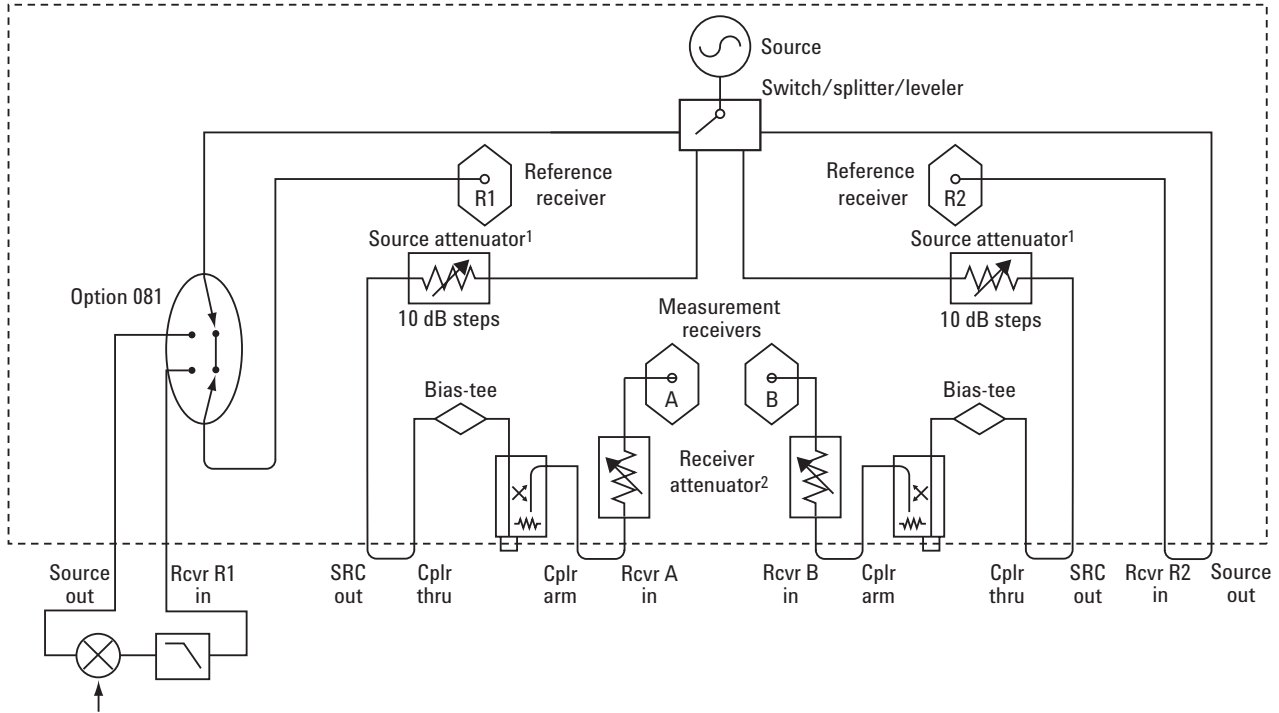 Source
Switch/splitter/leveler
Reference
receiver
R1
Reference
receiver
R2
Source attenuator1
10 dB steps
Source attenuator1
10 dB steps
Option 081
Measurement
receivers
A
B
Bias-tee
Bias-tee
Receiver
attenuator2
Source
out
Rcvr R1
in
SRC
out
Cplr
thru
Cplr
arm
Rcvr A
in
Rcvr B
in
Cplr
arm
Cplr
thru
SRC
out
Rcvr R2
in
Source
out